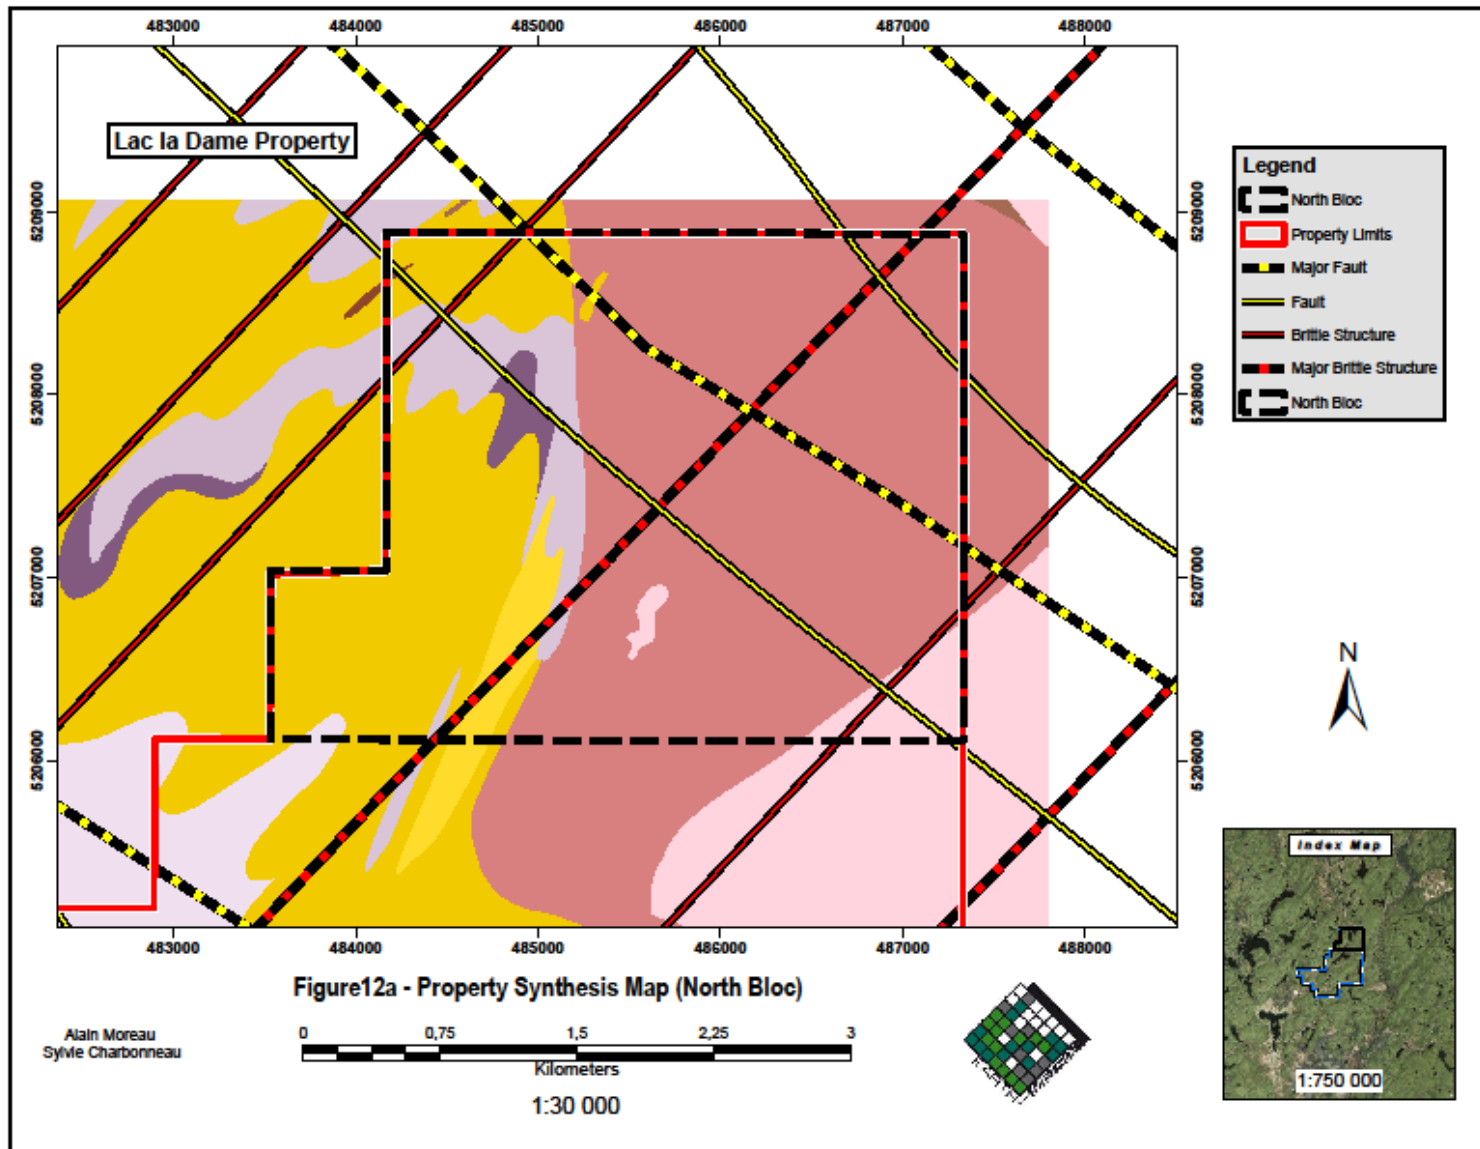 483000 484000 485000 486000 487000 488000
Lac la Dame Property
5209000 5209000
5208000 5208000
5207000 5207000
5206000 5206000
483000 484000 485000 486000 487000 488000
Legend
North Bloc
Property Limits
Major Fault
Fault
Brittle Structure
Major Brittle Structure
North Bloc
N
Index Map
1:750 000
Figure12a - Property Synthesis Map (North Bloc)
Alain Moreau
Sylvie Charbonneau
0 0,75 1,5 2,25 3
Kilometers
1:30 000